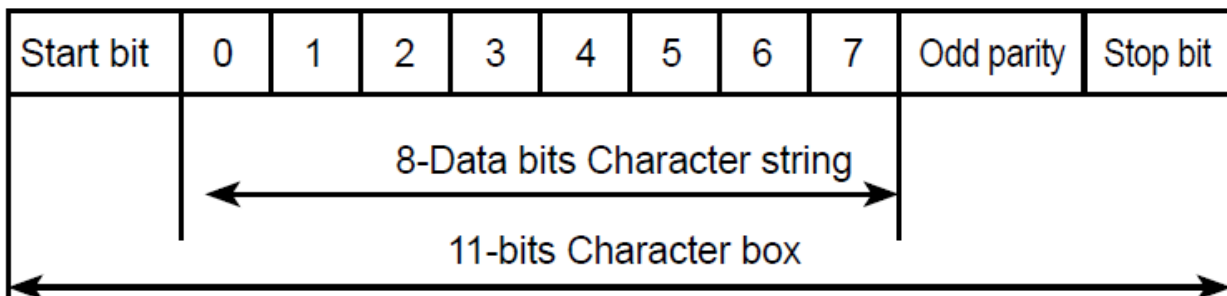 Start bit 0 1 2 3 4 5 6 7 Odd parity Stop bit
8-Data bits Character string
11-bits Character box